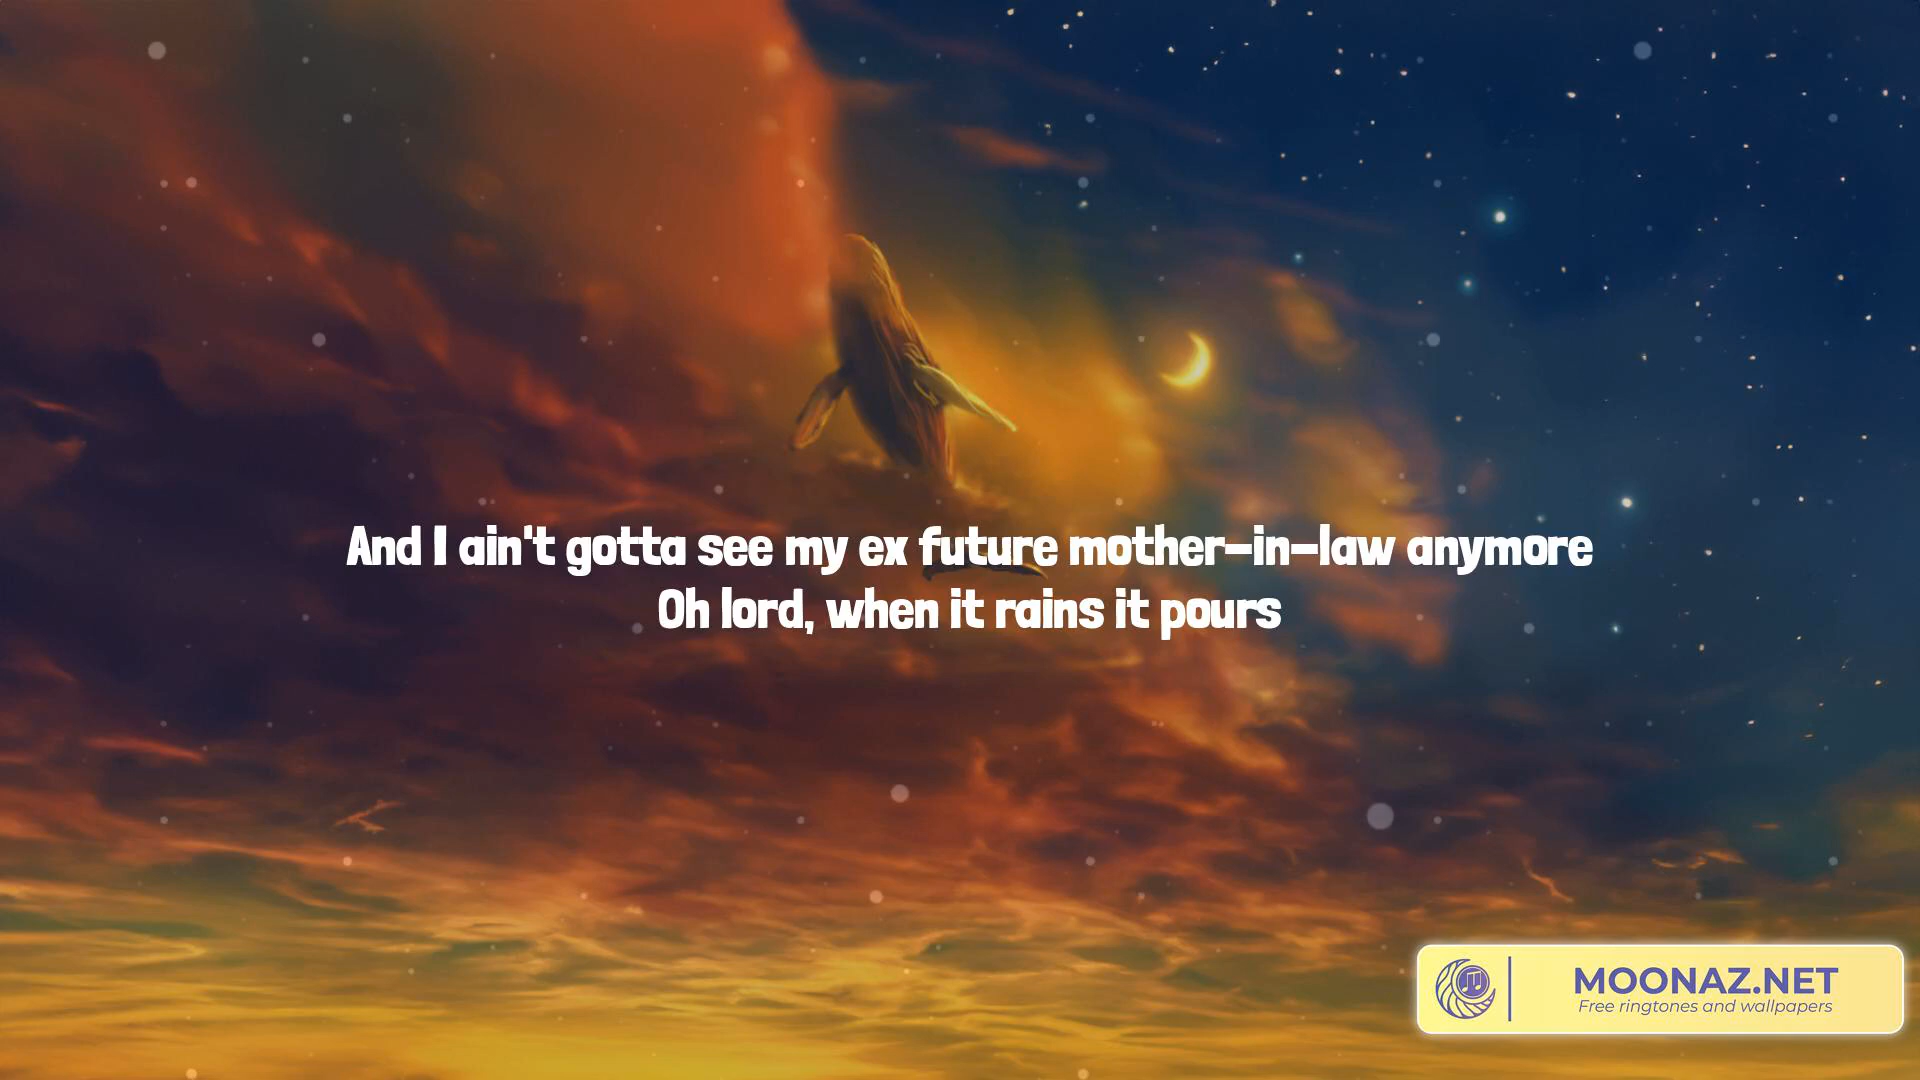 And I ain't gotta see my ex future mother-in-law anymore
Oh lord, when it rains it pours
MOONAZ.NET
Free ringtones and wallpapers